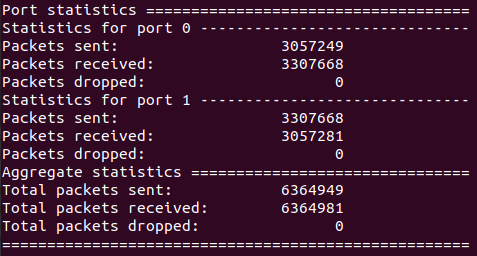 Port statistics ====================================
Statistics for port 0 ------------------------------
Packets sent:                  3057249
Packets received:              3307668
Packets dropped:                     0
Statistics for port 1 ------------------------------
Packets sent:                  3307668
Packets received:              3057281
Packets dropped:                     0
Aggregate statistics ===============================
Total packets sent:            6364949
Total packets received:        6364981
Total packets dropped:               0
====================================================